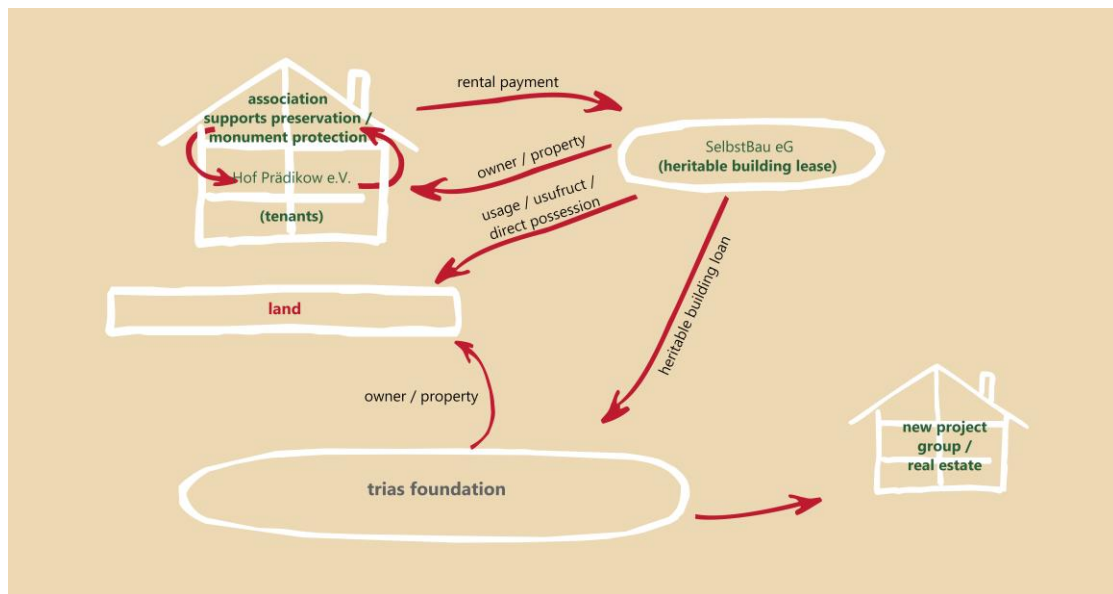 rental payment
association
supports preservation /
monument protection
Hof Prädikow e.V.
(tenants)
owner / property
SelbstBau eG
(heritable building lease)
usage / usufruct /
direct possession
heritable building loan
land
owner / property
trias foundation
new project
group /
real estate